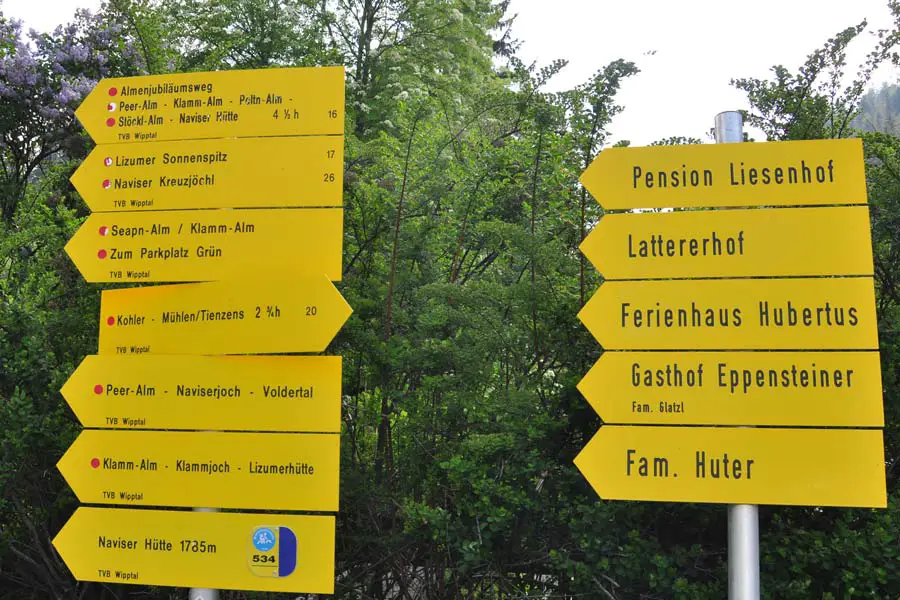 Almenjubiläumsweg
Peer-Alm - Klamm-Alm - Poltn-Alm -
Stöckl-Alm - Naviser Hütte 4 ½ h 16
TVB Wipptal
Lizumer Sonnenspitz 17
Naviser Kreuzjöchl 26
TVB Wipptal
Seapn-Alm / Klamm-Alm
Zum Parkplatz Grün
TVB Wipptal
Kohler - Mühlen/Tienzens 2 ¾h 20
TVB Wipptal
Peer-Alm - Naviserjoch - Voldertal
TVB Wipptal
Klamm-Alm - Klammjoch - Lizumerhütte
TVB Wipptal
Naviser Hütte 1785m
534
TVB Wipptal
Pension Liesenhof
Lattererhof
Ferienhaus Hubertus
Gasthof Eppensteiner
Fam. Glatzl
Fam. Huter